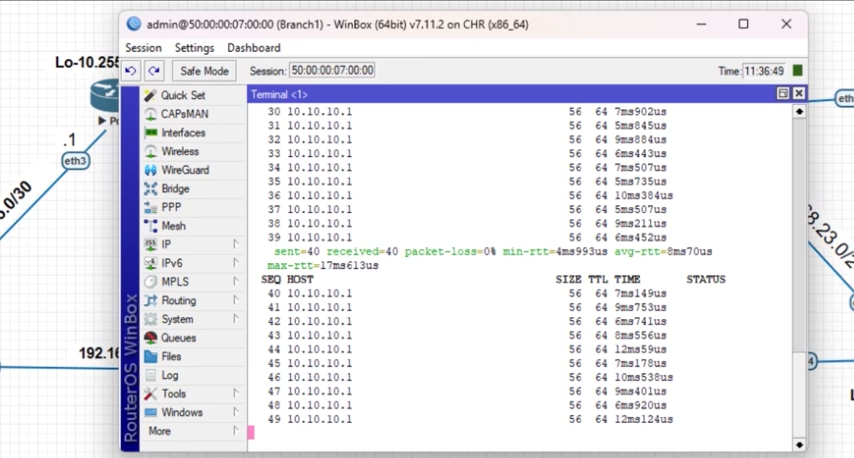 admin@50:00:00:07:00:00 (Branch1) - WinBox (64bit) v7.11.2 on CHR (x86_64)
Session Settings Dashboard
Safe Mode Session: 50:00:00:07:00:00 Time: 11:36:49
Lo-10.255
.1
eth3
.0/30
192.16
eth
8.23.0/2
RouterOS WinBox
Quick Set
CAPsMAN
Interfaces
Wireless
WireGuard
Bridge
PPP
Mesh
IP
IPv6
MPLS
Routing
System
Queues
Files
Log
Tools
Windows
More
Terminal <1>
30 10.10.10.1 56 64 7ms902us
31 10.10.10.1 56 64 5ms845us
32 10.10.10.1 56 64 9ms884us
33 10.10.10.1 56 64 6ms443us
34 10.10.10.1 56 64 7ms507us
35 10.10.10.1 56 64 5ms735us
36 10.10.10.1 56 64 10ms384us
37 10.10.10.1 56 64 5ms507us
38 10.10.10.1 56 64 9ms211us
39 10.10.10.1 56 64 6ms452us
sent=40 received=40 packet-loss=0% min-rtt=4ms993us avg-rtt=8ms70us
max-rtt=17ms613us
SEQ HOST SIZE TTL TIME STATUS
40 10.10.10.1 56 64 7ms149us
41 10.10.10.1 56 64 9ms753us
42 10.10.10.1 56 64 6ms741us
43 10.10.10.1 56 64 8ms556us
44 10.10.10.1 56 64 12ms59us
45 10.10.10.1 56 64 7ms178us
46 10.10.10.1 56 64 10ms538us
47 10.10.10.1 56 64 9ms401us
48 10.10.10.1 56 64 6ms920us
49 10.10.10.1 56 64 12ms124us